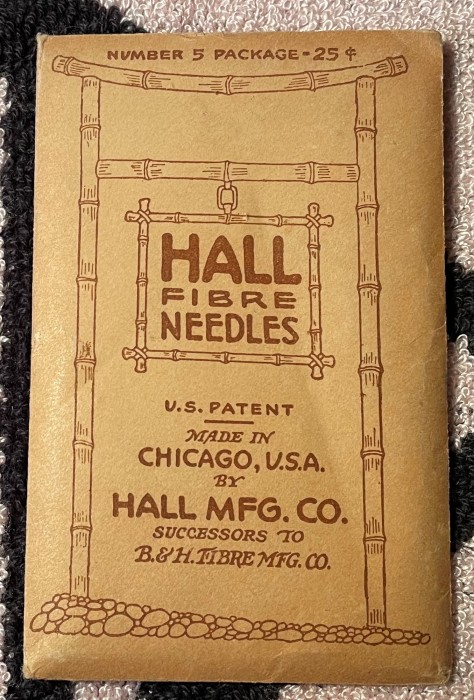 NUMBER 5 PACKAGE-25¢
HALL
FIBRE
NEEDLES
U.S. PATENT
MADE IN
CHICAGO, U.S.A.
BY
HALL MFG. CO.
SUCCESSORS TO
B.&H. FIBRE MFG. CO.